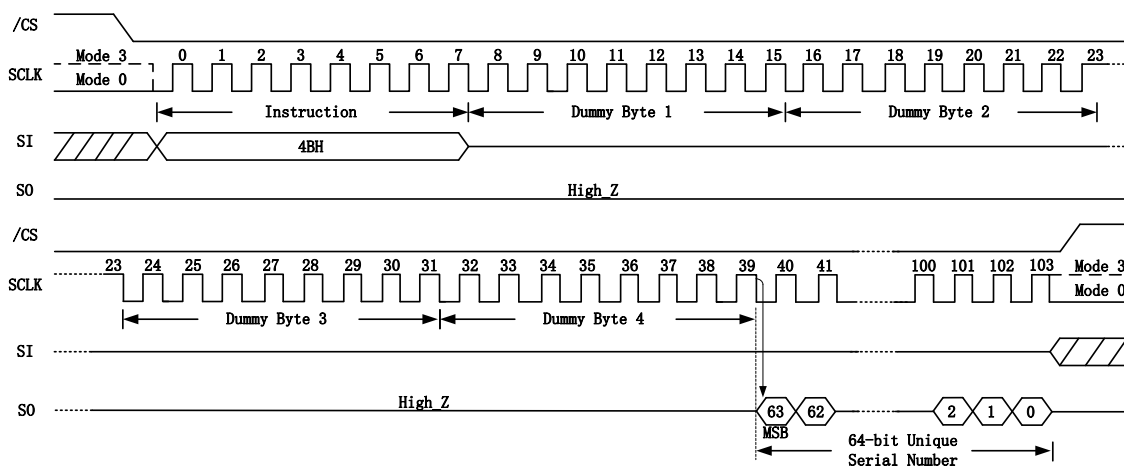 /CS
Mode 3 0 1 2 3 4 5 6 7 8 9 10 11 12 13 14 15 16 17 18 19 20 21 22 23
SCLK
Mode 0
Instruction Dummy Byte 1 Dummy Byte 2
SI 4BH
SO High_Z
/CS
23 24 25 26 27 28 29 30 31 32 33 34 35 36 37 38 39 40 41 100 101 102 103 Mode 3
SCLK
Mode 0
Dummy Byte 3 Dummy Byte 4
SI
High_Z
SO 63 62 2 1 0
MSB
64-bit Unique
Serial Number